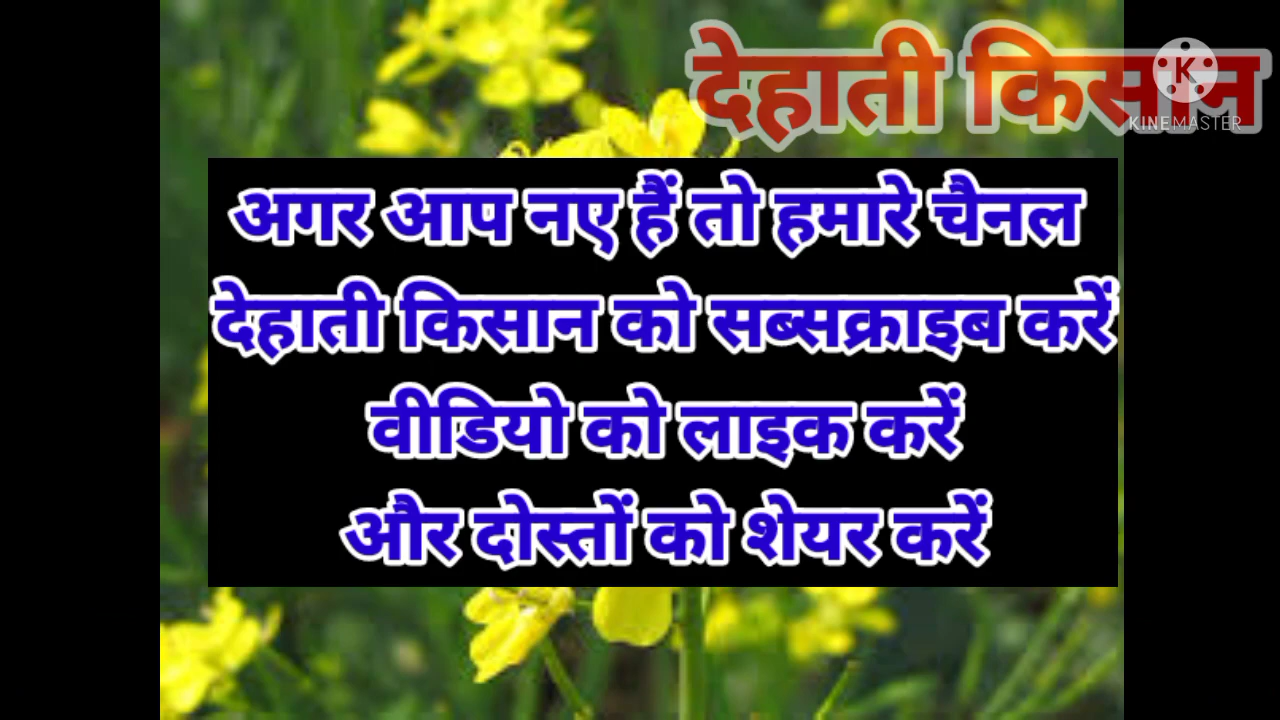 देहाती किसान
KINEMASTER
अगर आप नए हैं तो हमारे चैनल
देहाती किसान को सब्सक्राइब करें
वीडियो को लाइक करें
और दोस्तों को शेयर करें